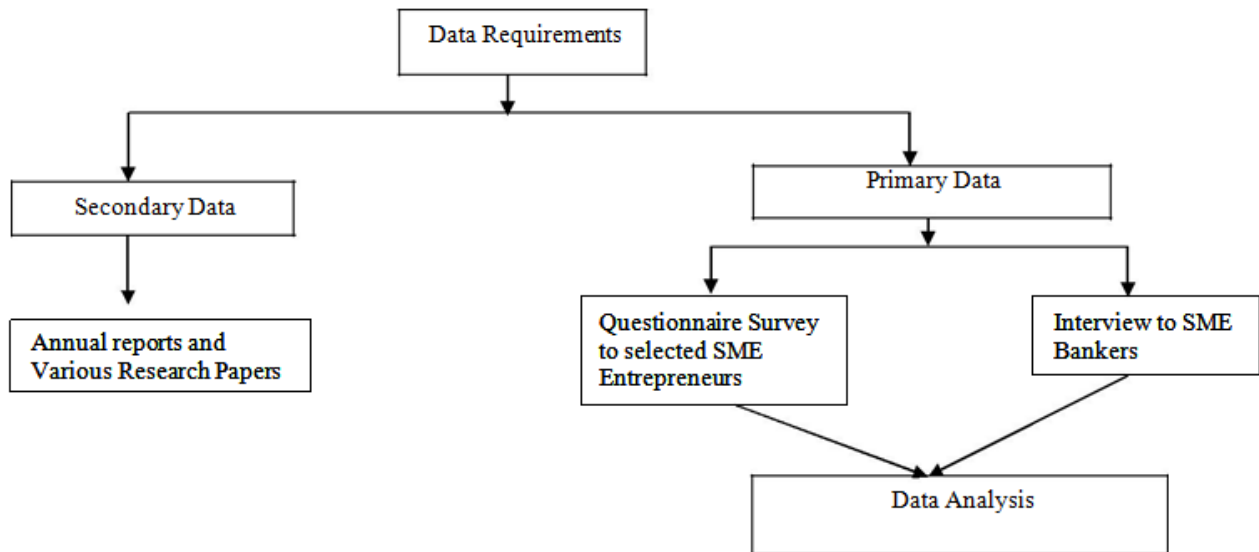 Data Requirements
Secondary Data
Primary Data
Annual reports and
Various Research Papers
Questionnaire Survey
to selected SME
Entrepreneurs
Interview to SME
Bankers
Data Analysis